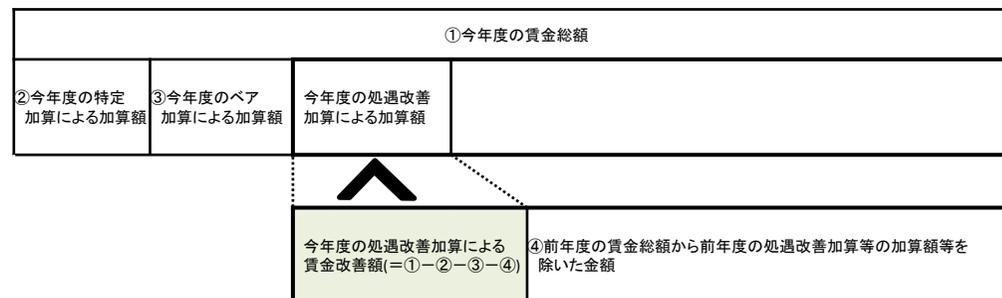 ①今年度の賃金総額
②今年度の特定
加算による加算額
③今年度のベア
加算による加算額
今年度の処遇改善
加算による加算額
今年度の処遇改善加算による
賃金改善額(＝①－②－③－④)
④前年度の賃金総額から前年度の処遇改善加算等の加算額等を
除いた金額